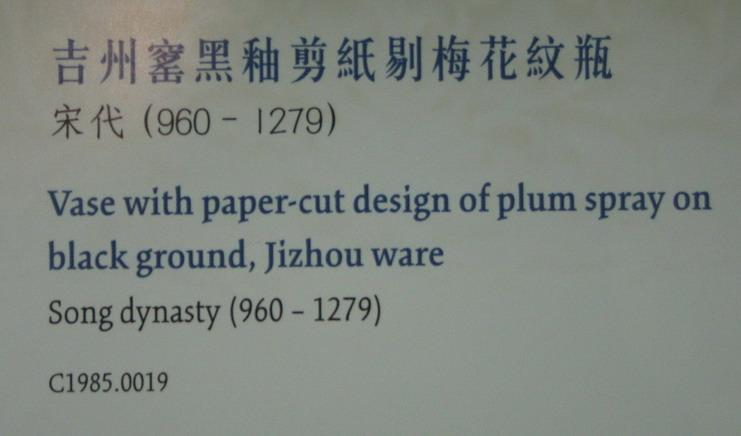 吉州窰黑釉剪紙剔梅花紋瓶
宋代 (960 - 1279)
Vase with paper-cut design of plum spray on
black ground, Jizhou ware
Song dynasty (960 – 1279)
C1985.0019